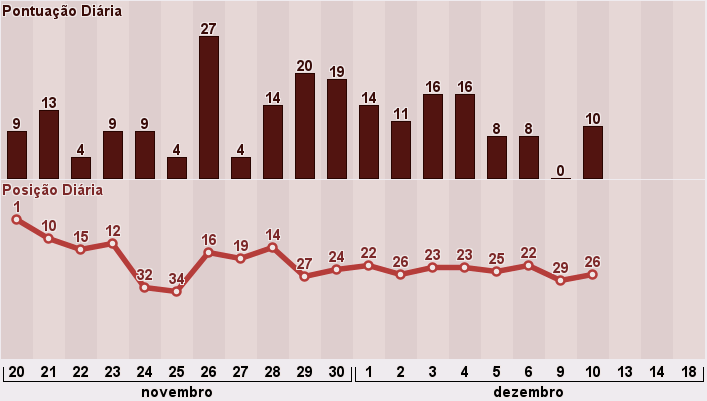 Pontuação Diária
9 13 4 9 9 4 27 4 14 20 19 14 11 16 16 8 8 0 10
Posição Diária
1 10 15 12 32 34 16 19 14 27 24 22 26 23 23 25 22 29 26
20 21 22 23 24 25 26 27 28 29 30 1 2 3 4 5 6 9 10 13 14 18
novembro dezembro